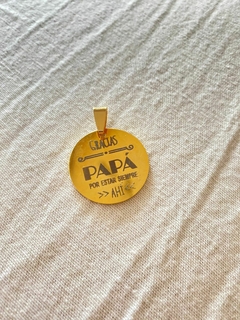 GRACIAS
PAPÁ
POR ESTAR SIEMPRE
>> AHÍ <<